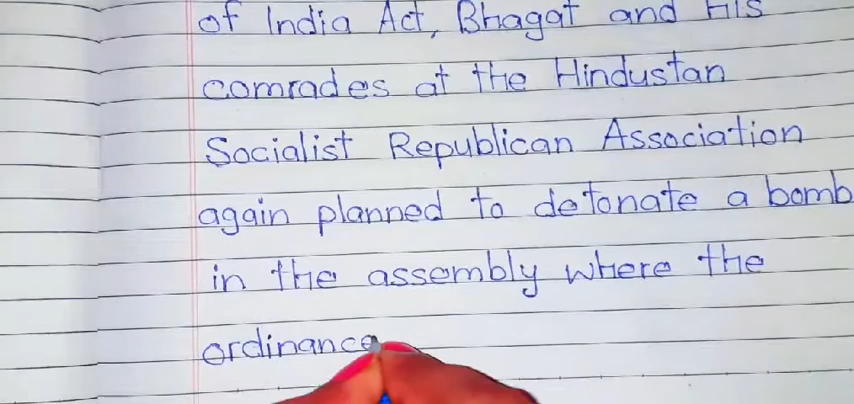 of India Act, Bhagat and His
comrades at the Hindustan
Socialist Republican Association
again planned to detonate a bomb
in the assembly where the
ordinance